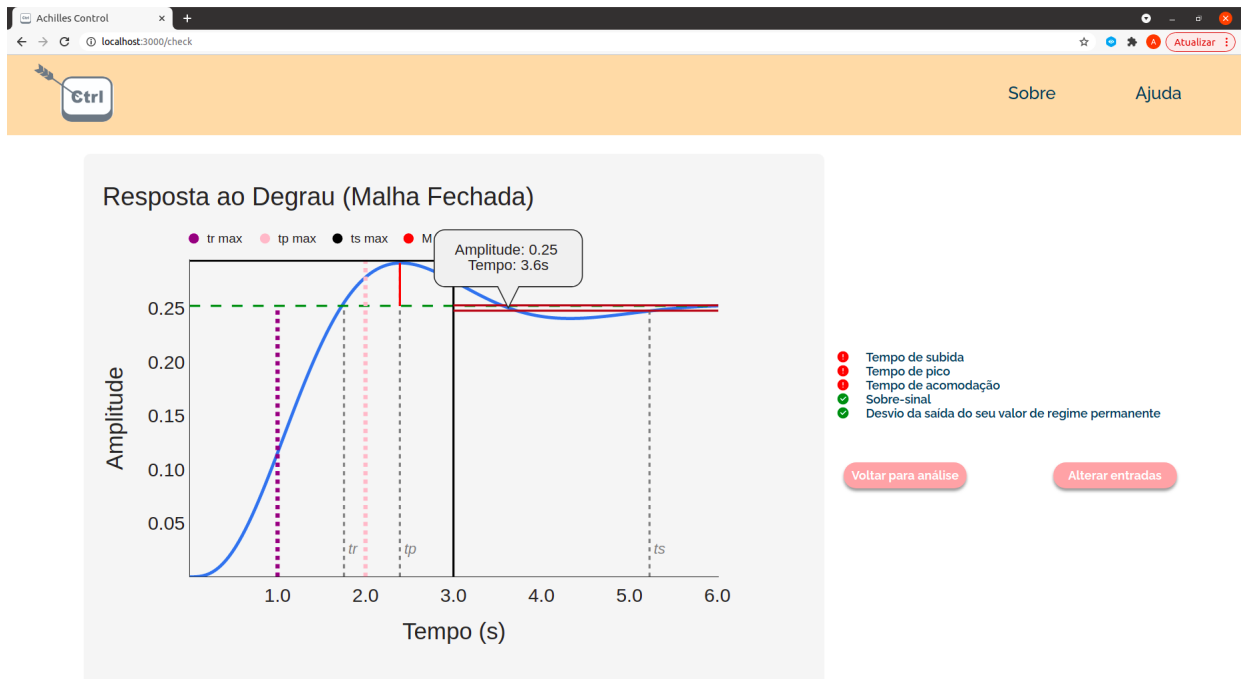 Ctrl Achilles Control × +
localhost:3000/check
A Atualizar
Ctrl
Sobre Ajuda
Resposta ao Degrau (Malha Fechada)
tr max tp max ts max M
Amplitude: 0.25
Tempo: 3.6s
0.25
0.20
0.15
0.10
0.05
Amplitude
tr tp ts
1.0 2.0 3.0 4.0 5.0 6.0
Tempo (s)
Tempo de subida
Tempo de pico
Tempo de acomodação
Sobre-sinal
Desvio da saída do seu valor de regime permanente
Voltar para análise Alterar entradas